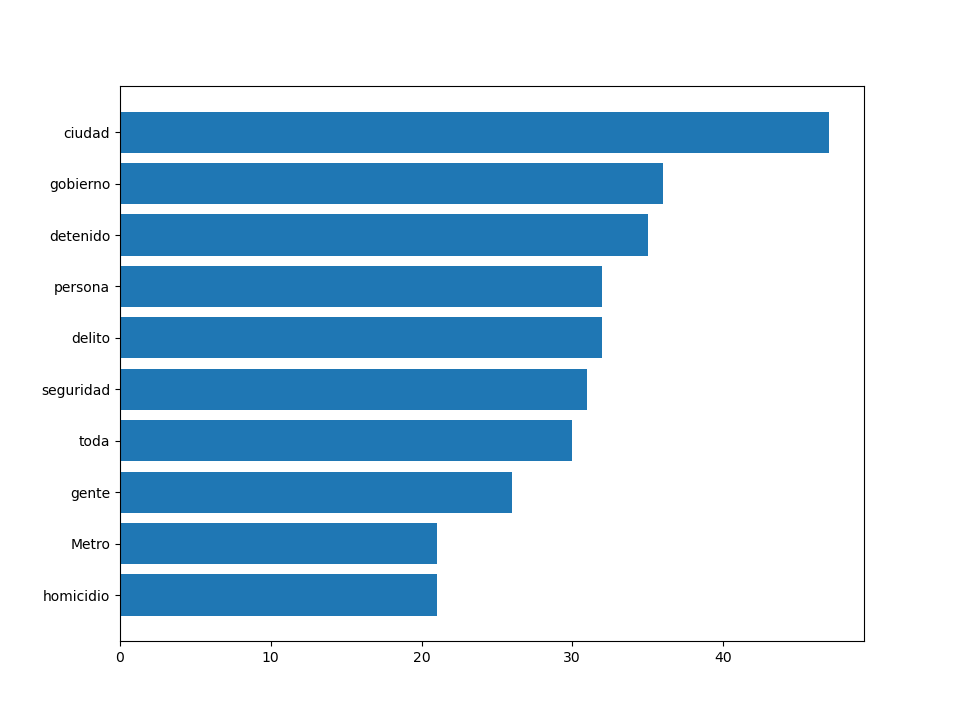 ciudad
gobierno
detenido
persona
delito
seguridad
toda
gente
Metro
homicidio
0 10 20 30 40